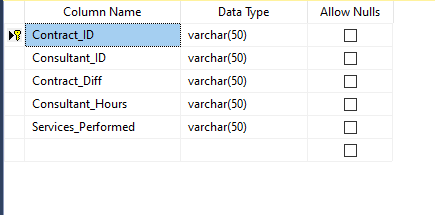 Column Name Data Type Allow Nulls
Contract_ID varchar(50)
Consultant_ID varchar(50)
Contract_Diff varchar(50)
Consultant_Hours varchar(50)
Services_Performed varchar(50)